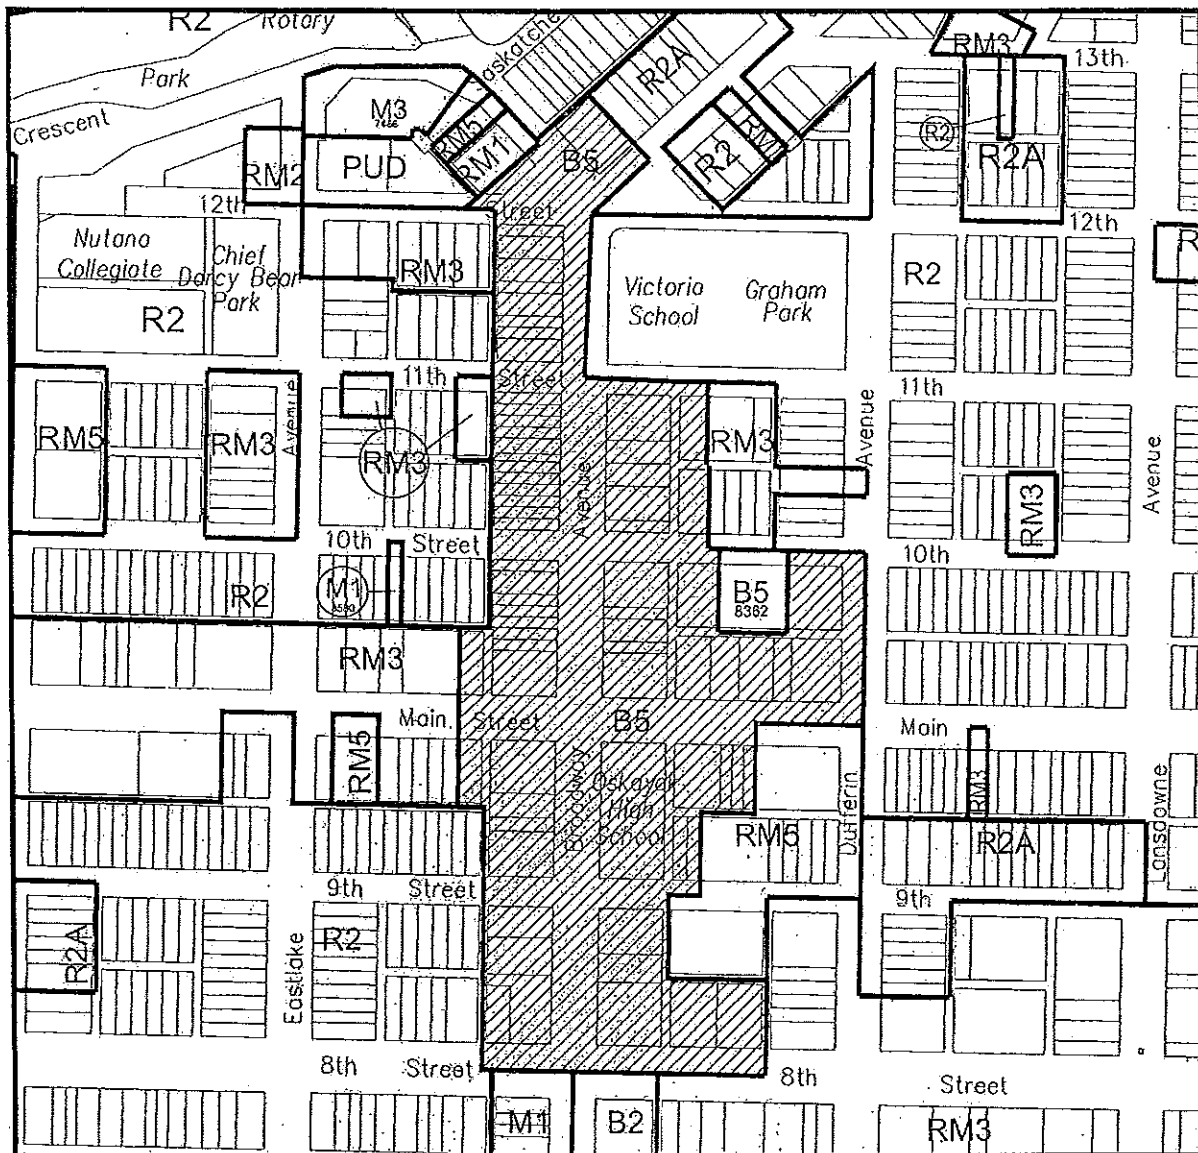 R2
Rotary
Park
Crescent
Saskatche
R2A
RM3
13th
M3
7486
RM5
RM1
PUD
RM2
B5
R2
RM1
R2
R2A
12th
Street
12th
Nutana
Collegiate
Chief
Darcy Bear
Park
R2
RM3
Victoria
School
Graham
Park
R2
R
11th
Street
11th
RM5
RM3
Avenue
RM3
Avenue
RM3
Avenue
RM3
Avenue
10th
Street
10th
R2
M1
B5
8362
RM3
Main
Street
B5
Main
RM5
Broadway
Oskayak
High
School
RM5
Dufferin
RM3
R2A
Lansdowne
9th
Street
9th
R2A
Eastlake
R2
8th
Street
8th
Street
M1
B2
RM3